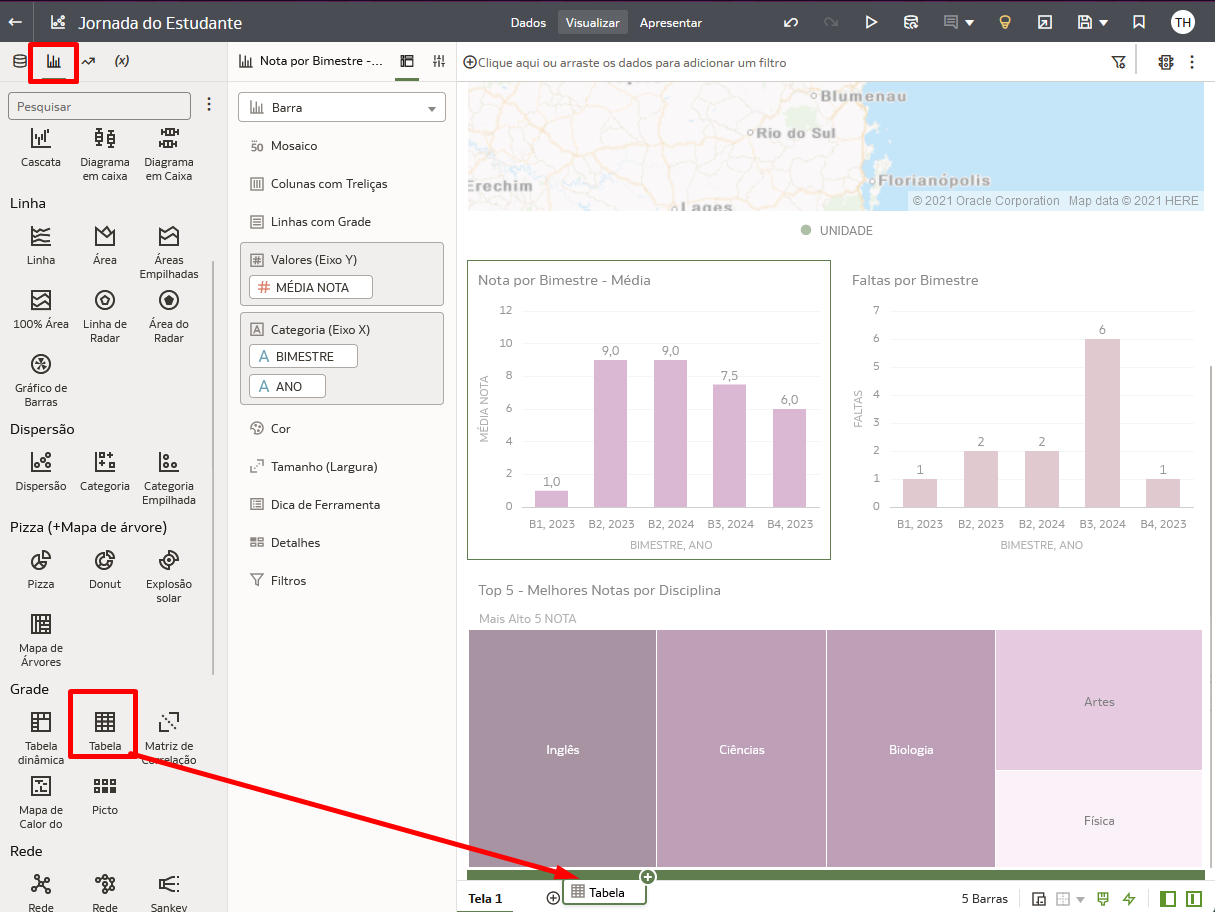 Jornada do Estudante
Dados
Visualizar
Apresentar
TH
(x)
Nota por Bimestre -...
Clique aqui ou arraste os dados para adicionar um filtro
Pesquisar
Cascata
Diagrama
em caixa
Diagrama
em Caixa
Linha
Linha
Área
Áreas
Empilhadas
100% Área
Linha de
Radar
Área do
Radar
Gráfico de
Barras
Dispersão
Dispersão
Categoria
Categoria
Empilhada
Pizza (+Mapa de árvore)
Pizza
Donut
Explosão
solar
Mapa de
Árvores
Grade
Tabela
dinâmica
Tabela
Matriz de
Correlação
Mapa de
Calor do
Picto
Rede
Rede
Rede
Sankey
Barra
Mosaico
Colunas com Treliças
Linhas com Grade
Valores (Eixo Y)
# MÉDIA NOTA
Categoria (Eixo X)
A BIMESTRE
A ANO
Cor
Tamanho (Largura)
Dica de Ferramenta
Detalhes
Filtros
Blumenau
Rio do Sul
Erechim
Florianópolis
Lages
© 2021 Oracle Corporation Map data © 2021 HERE
UNIDADE
Nota por Bimestre - Média
12
10
8
6
4
2
0
MÉDIA NOTA
1,0
9,0
9,0
7,5
6,0
B1, 2023
B2, 2023
B2, 2024
B3, 2024
B4, 2023
BIMESTRE, ANO
Faltas por Bimestre
7
6
5
4
3
2
1
0
FALTAS
1
2
2
6
1
B1, 2023
B2, 2023
B2, 2024
B3, 2024
B4, 2023
BIMESTRE, ANO
Top 5 - Melhores Notas por Disciplina
Mais Alto 5 NOTA
Inglês
Ciências
Biologia
Artes
Física
Tela 1
Tabela
5 Barras